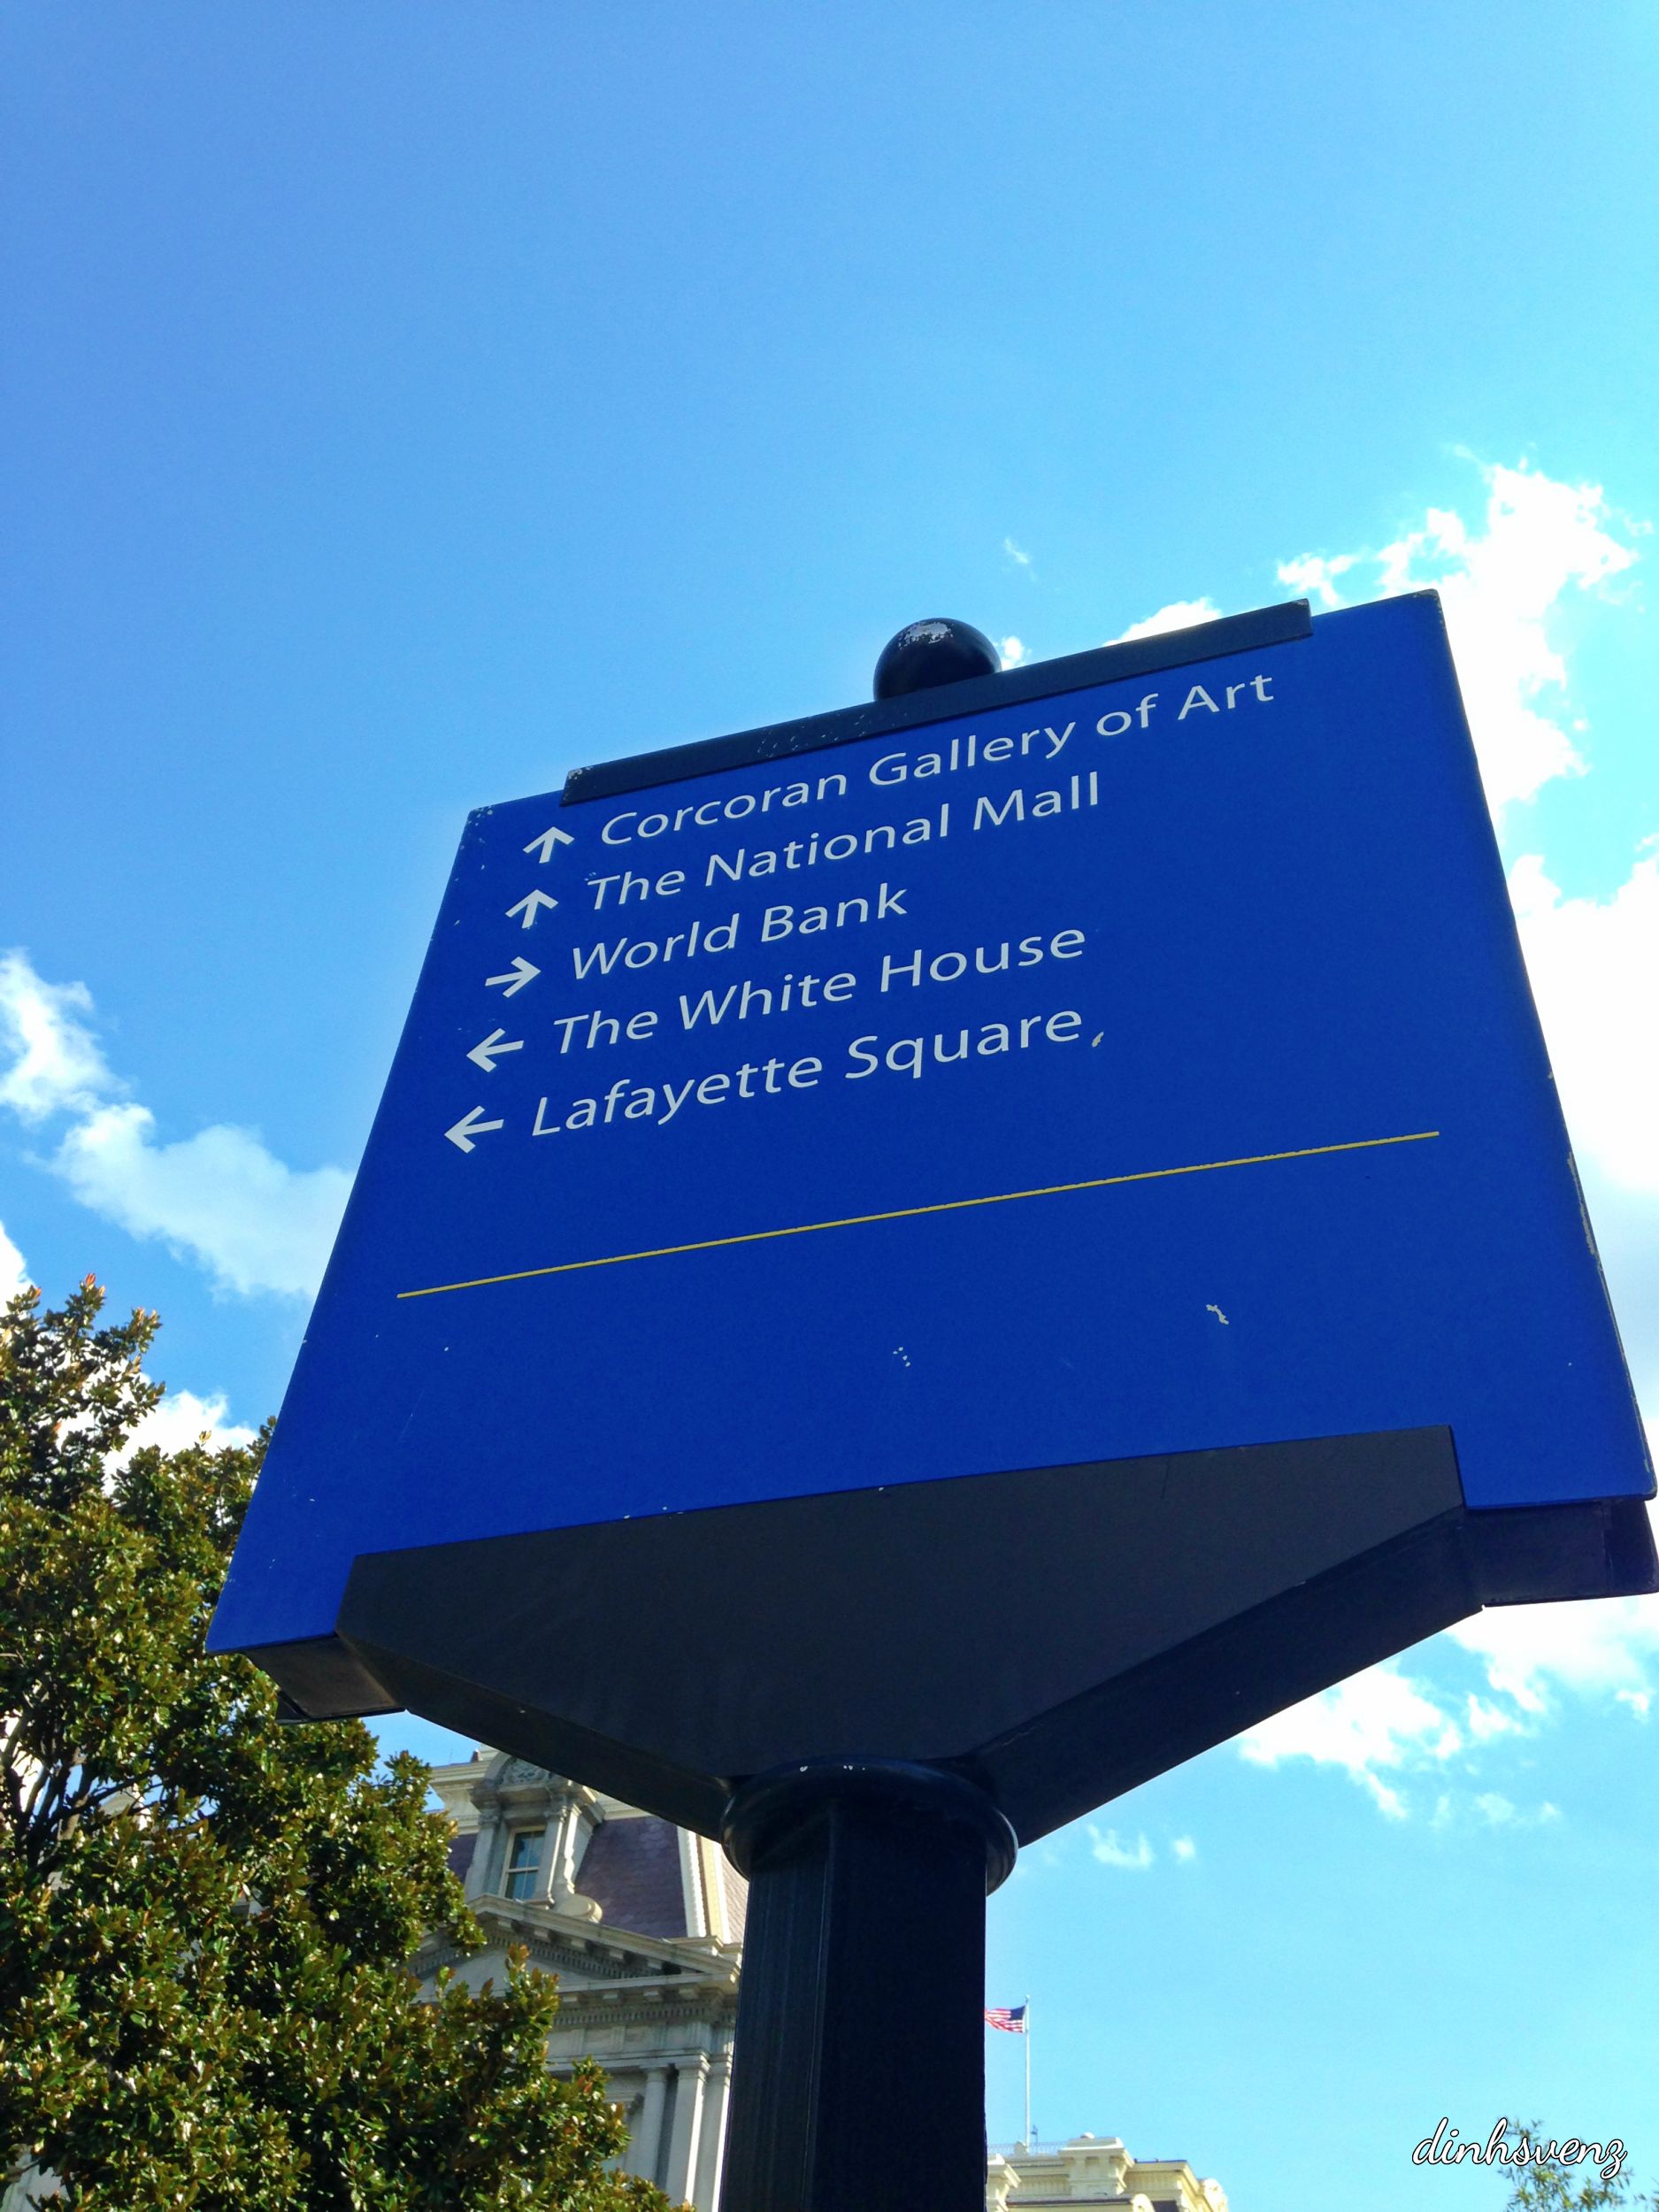 ↑ Corcoran Gallery of Art
↑ The National Mall
→ World Bank
← The White House
← Lafayette Square
dinhsvenz